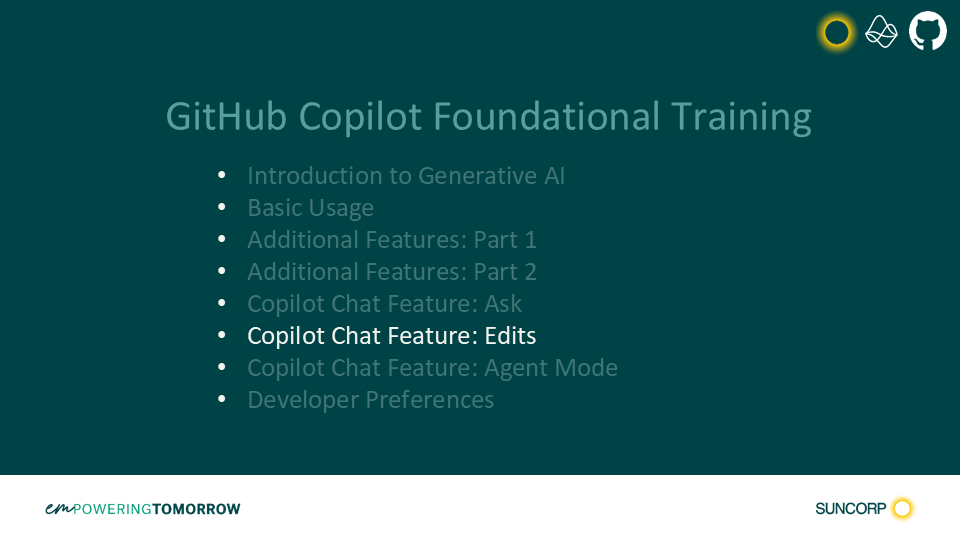 GitHub Copilot Foundational Training
• Introduction to Generative AI
• Basic Usage
• Additional Features: Part 1
• Additional Features: Part 2
• Copilot Chat Feature: Ask
• Copilot Chat Feature: Edits
• Copilot Chat Feature: Agent Mode
• Developer Preferences
emPOWERINGTOMORROW
SUNCORP